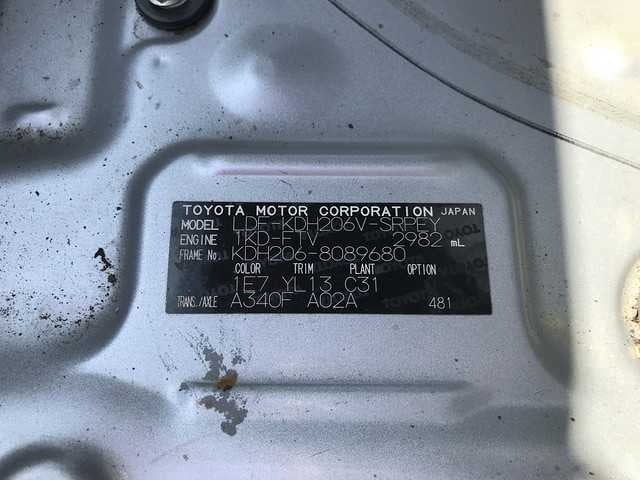 TOYOTA MOTOR CORPORATION JAPAN
MODEL LDF-KDH206V-SRPEY
ENGINE 1KD-FTV 2982 mL
FRAME No. KDH206-8089680
COLOR TRIM PLANT OPTION
1E7 YL13 C31
TRANS./AXLE A340F A02A 481